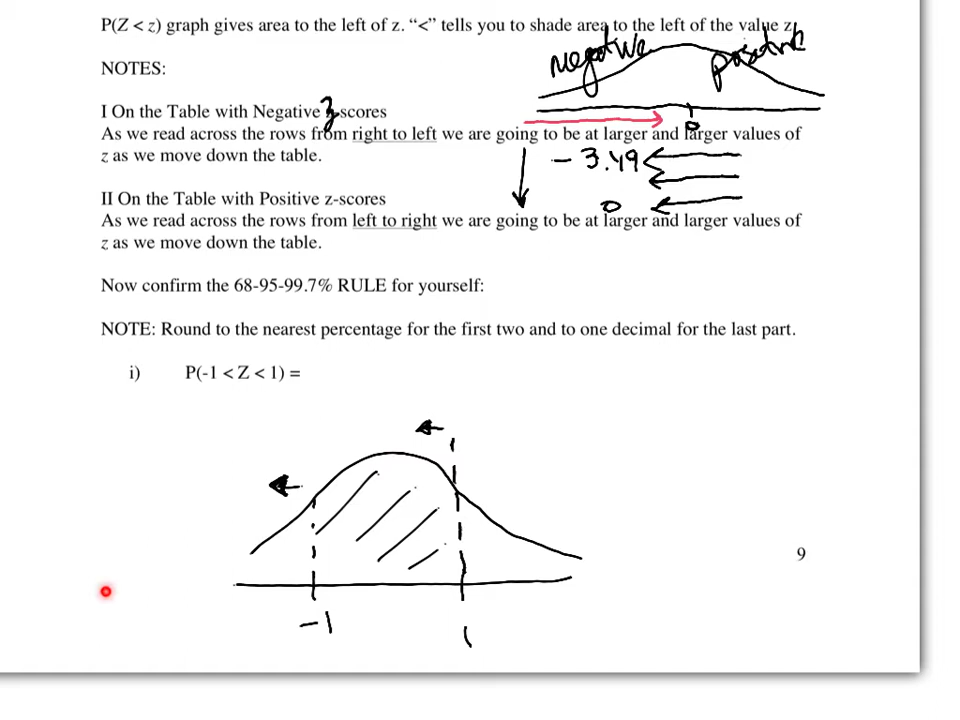 P(Z < z) graph gives area to the left of z. “<” tells you to shade area to the left of the value z.
negative positive
NOTES:
I On the Table with Negative z scores
0
As we read across the rows from right to left we are going to be at larger and larger values of
z as we move down the table.
- 3.49
II On the Table with Positive z-scores
0
As we read across the rows from left to right we are going to be at larger and larger values of
z as we move down the table.
Now confirm the 68-95-99.7% RULE for yourself:
NOTE: Round to the nearest percentage for the first two and to one decimal for the last part.
i) P(-1 < Z < 1) =
9
-1 1